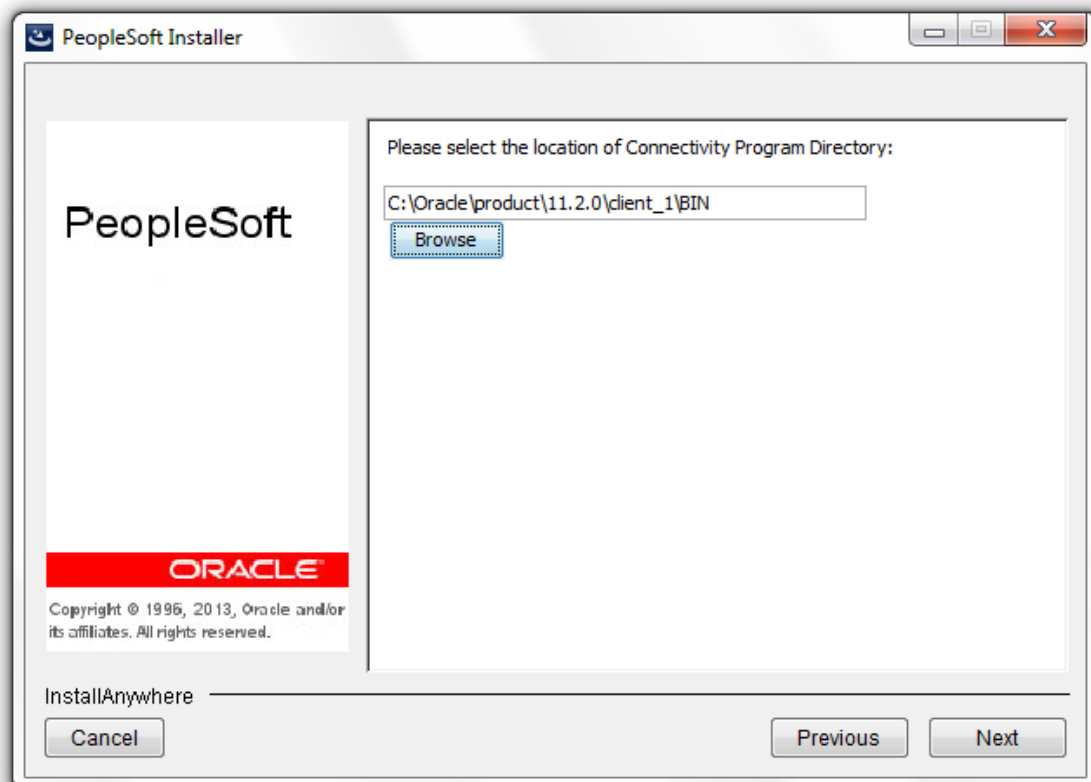 PeopleSoft Installer
Please select the location of Connectivity Program Directory:
C:\Oracle\product\11.2.0\client_1\BIN
Browse
PeopleSoft
ORACLE
Copyright © 1996, 2013, Oracle and/or
its affiliates. All rights reserved.
InstallAnywhere
Cancel
Previous
Next